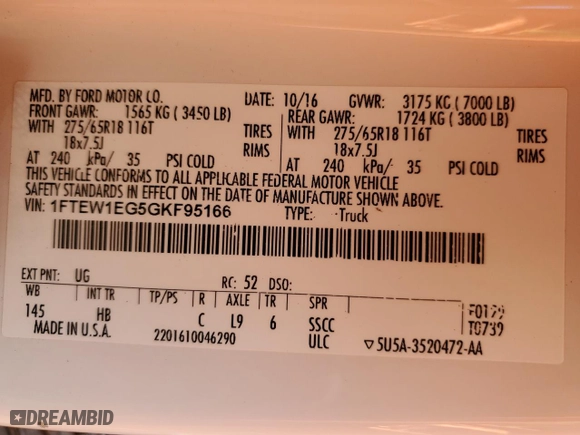 MFD. BY FORD MOTOR CO. DATE: 10/16 GVWR: 3175 KG ( 7000 LB)
FRONT GAWR: 1565 KG ( 3450 LB) REAR GAWR: 1724 KG ( 3800 LB)
WITH 275/65R18 116T TIRES WITH 275/65R18 116T TIRES
18x7.5J RIMS 18x7.5J RIMS
AT 240 kPa/ 35 PSI COLD AT 240 kPa/ 35 PSI COLD
THIS VEHICLE CONFORMS TO ALL APPLICABLE FEDERAL MOTOR VEHICLE
SAFETY STANDARDS IN EFFECT ON THE DATE OF MANUFACTURE SHOWN ABOVE.
VIN: 1FTEW1EG5GKF95166 TYPE: Truck
EXT PNT: UG RC: 52 DSO:
WB INT TR TP/PS R AXLE TR SPR
145 HB C L9 6 SSCC
F0179
T0739
MADE IN U.S.A. 2201610046290 ULC ▽5U5A-3520472-AA
DREAMBID